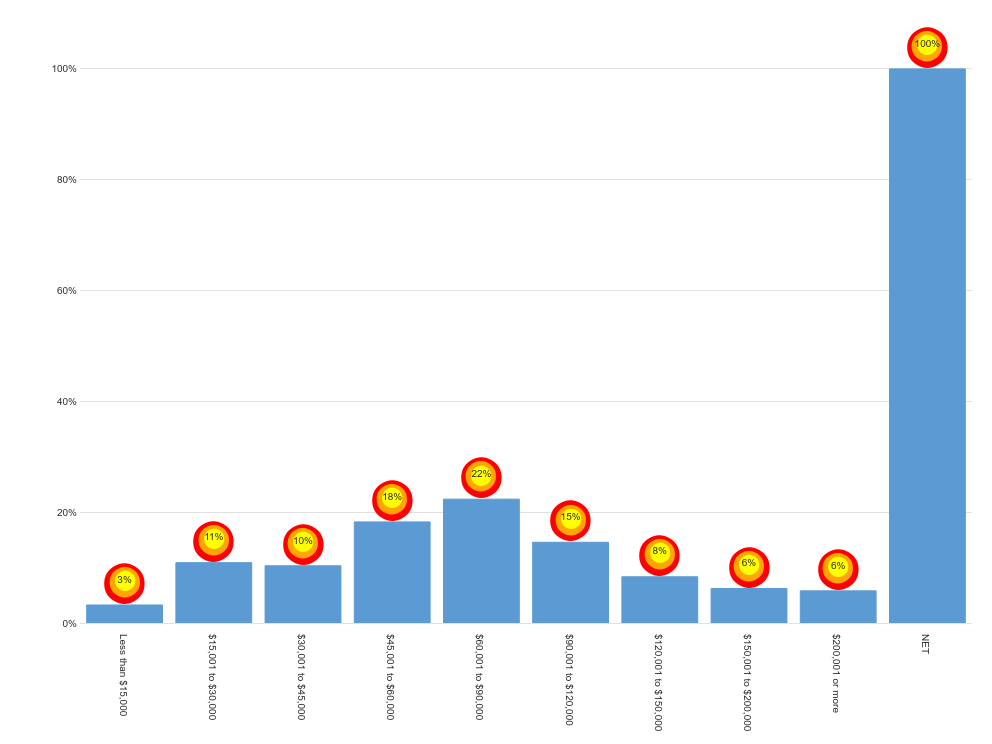 100%
100%
80%
60%
40%
22%
18%
20%
15%
11%
10%
8%
6%
6%
3%
0%
Less than $15,000
$15,001 to $30,000
$30,001 to $45,000
$45,001 to $60,000
$60,001 to $90,000
$90,001 to $120,000
$120,001 to $150,000
$150,001 to $200,000
$200,001 or more
NET